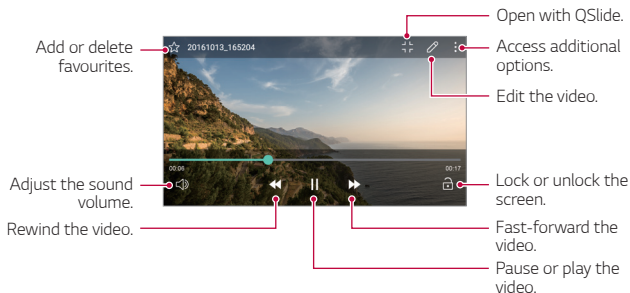 Open with QSlide.
Add or delete
favourites.
20161013_165204
Access additional
options.
Edit the video.
00:06
00:17
Adjust the sound
volume.
Lock or unlock the
screen.
Rewind the video.
Fast-forward the
video.
Pause or play the
video.